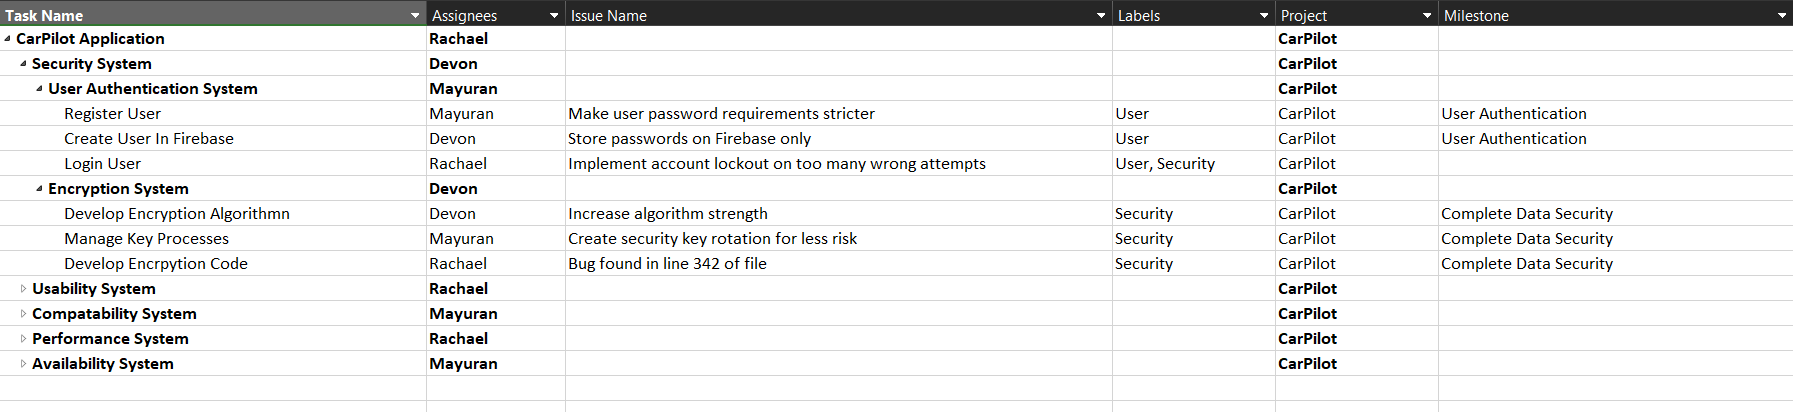 Task Name Assignees Issue Name Labels Project Milestone
CarPilot Application Rachael CarPilot
Security System Devon CarPilot
User Authentication System Mayuran CarPilot
Register User Mayuran Make user password requirements stricter User CarPilot User Authentication
Create User In Firebase Devon Store passwords on Firebase only User CarPilot User Authentication
Login User Rachael Implement account lockout on too many wrong attempts User, Security CarPilot
Encryption System Devon CarPilot
Develop Encryption Algorithmn Devon Increase algorithm strength Security CarPilot Complete Data Security
Manage Key Processes Mayuran Create security key rotation for less risk Security CarPilot Complete Data Security
Develop Encrpytion Code Rachael Bug found in line 342 of file Security CarPilot Complete Data Security
Usability System Rachael CarPilot
Compatability System Mayuran CarPilot
Performance System Rachael CarPilot
Availability System Mayuran CarPilot